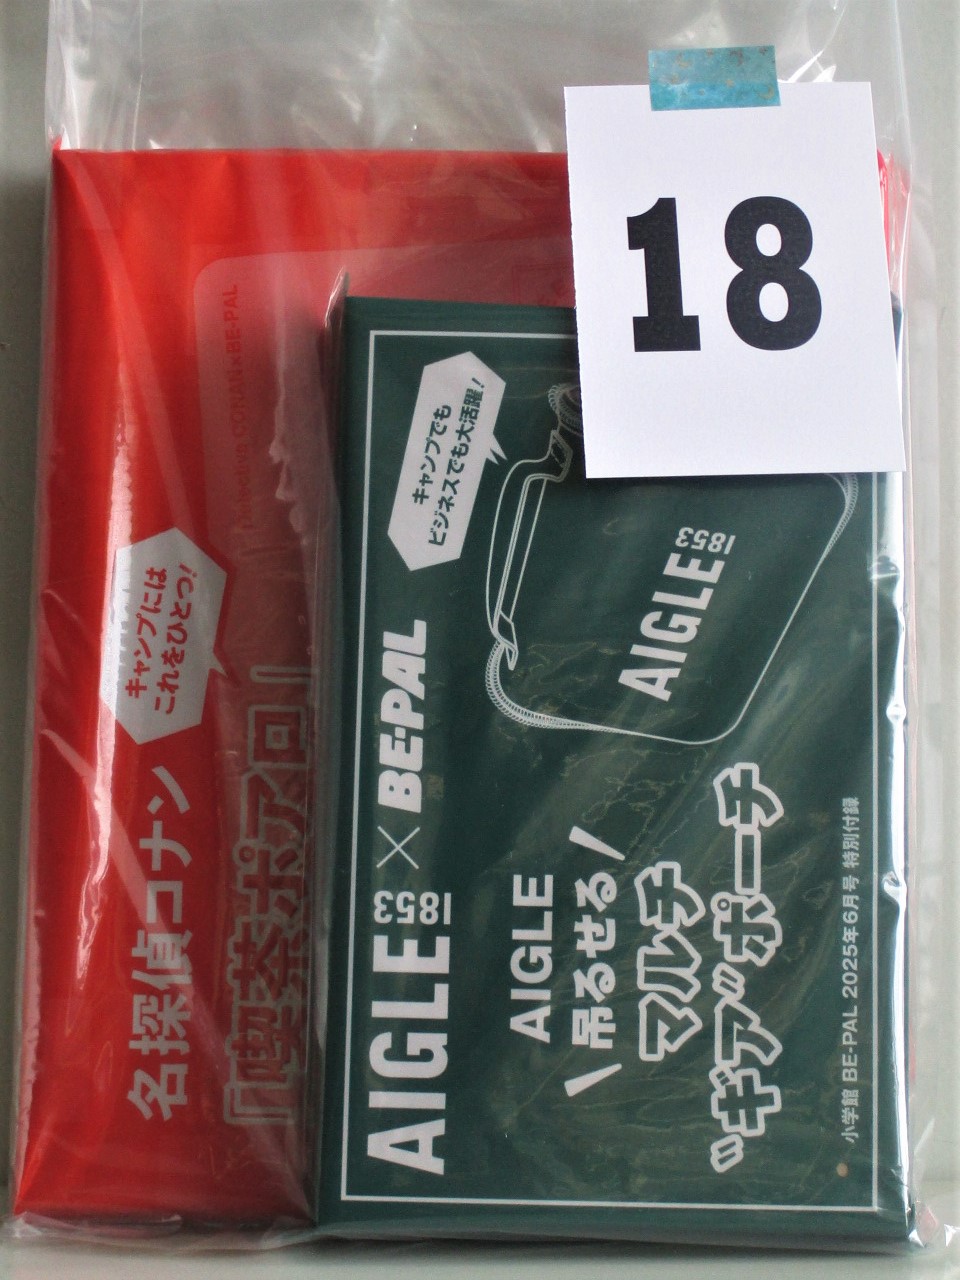 18
キャンプには
これをひとつ!
名探偵コナン
「喫茶ポアロ」
CONAN×BE-PAL
キャンプでも
ビジネスでも大活躍!
AIGLE 1853 × BE-PAL
AIGLE 1853
AIGLE
吊るせる
マルチ
"ギア"ポーチ
小学館 BE-PAL 2025年6月号 特別付録